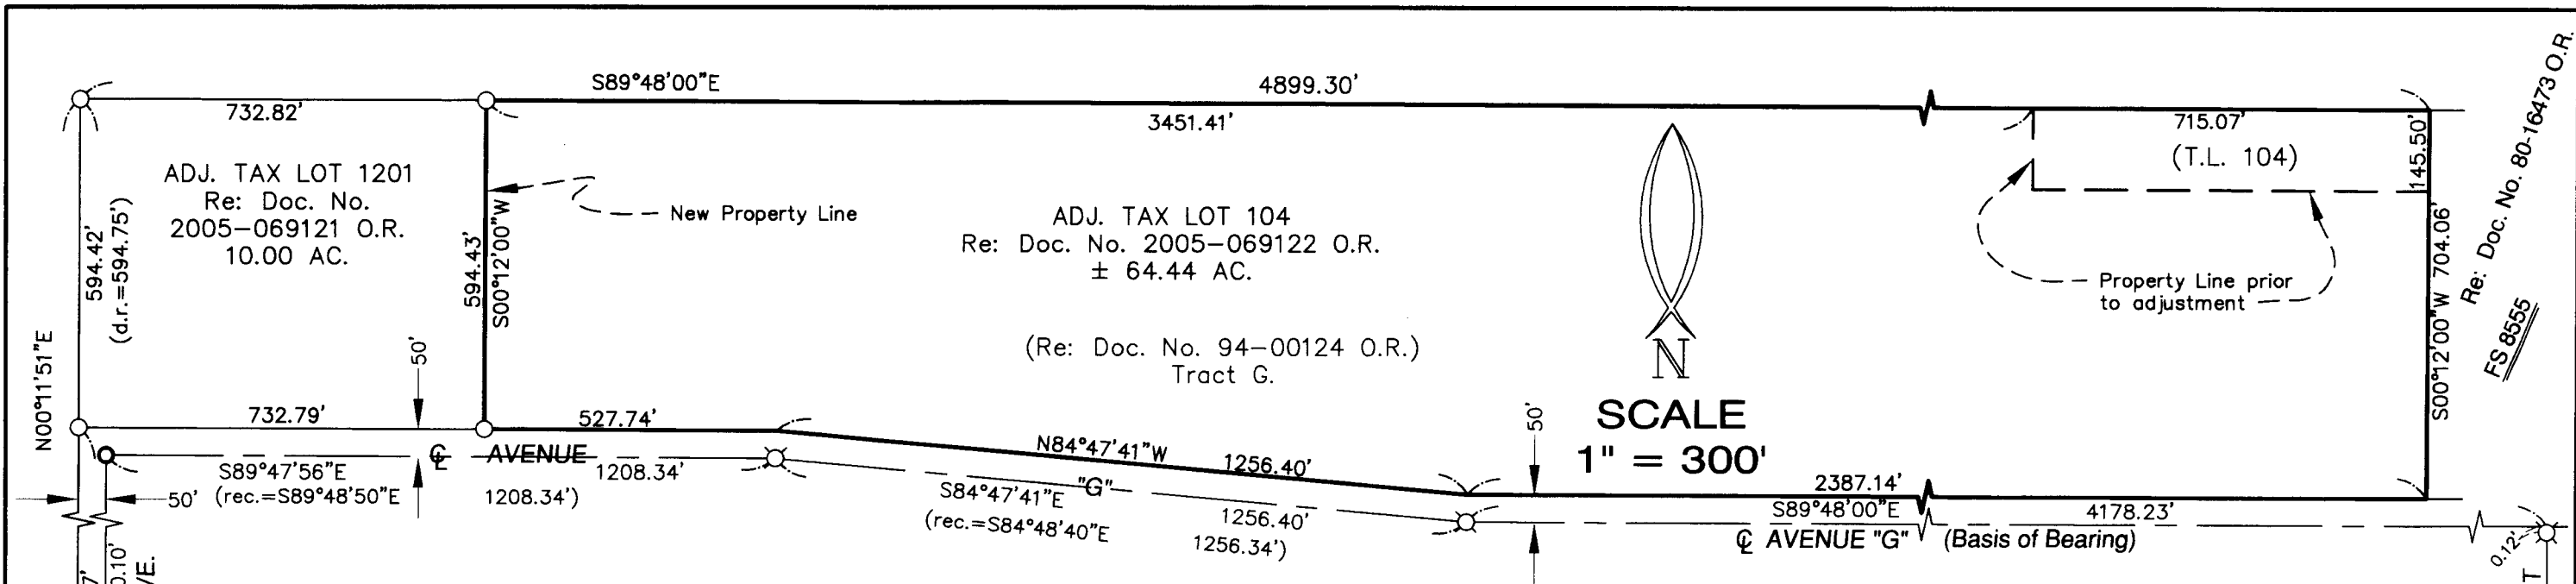 S89°48'00"E
4899.30'
732.82'
3451.41'
715.07'
(T.L. 104)
145.50'
Re: Doc. No. 80-16473 O.R.
FS 8555
ADJ. TAX LOT 1201
Re: Doc. No.
2005-069121 O.R.
10.00 AC.
594.42'
(d.r.=594.75')
N00°11'51"E
594.43'
S00°12'00"W
New Property Line
ADJ. TAX LOT 104
Re: Doc. No. 2005-069122 O.R.
± 64.44 AC.
(Re: Doc. No. 94-00124 O.R.)
Tract G.
N
SCALE
1" = 300'
Property Line prior
to adjustment
S00°12'00"W 704.06'
732.79'
50'
527.74'
N84°47'41"W
1256.40'
50'
2387.14'
℄ AVENUE
S89°47'56"E
1208.34'
50'
(rec.=S89°48'50"E
1208.34')
"G"
S84°47'41"E
1256.40'
(rec.=S84°48'40"E
1256.34')
S89°48'00"E
4178.23'
℄ AVENUE "G" (Basis of Bearing)
0.12'
0.10'
VE.
7'
T